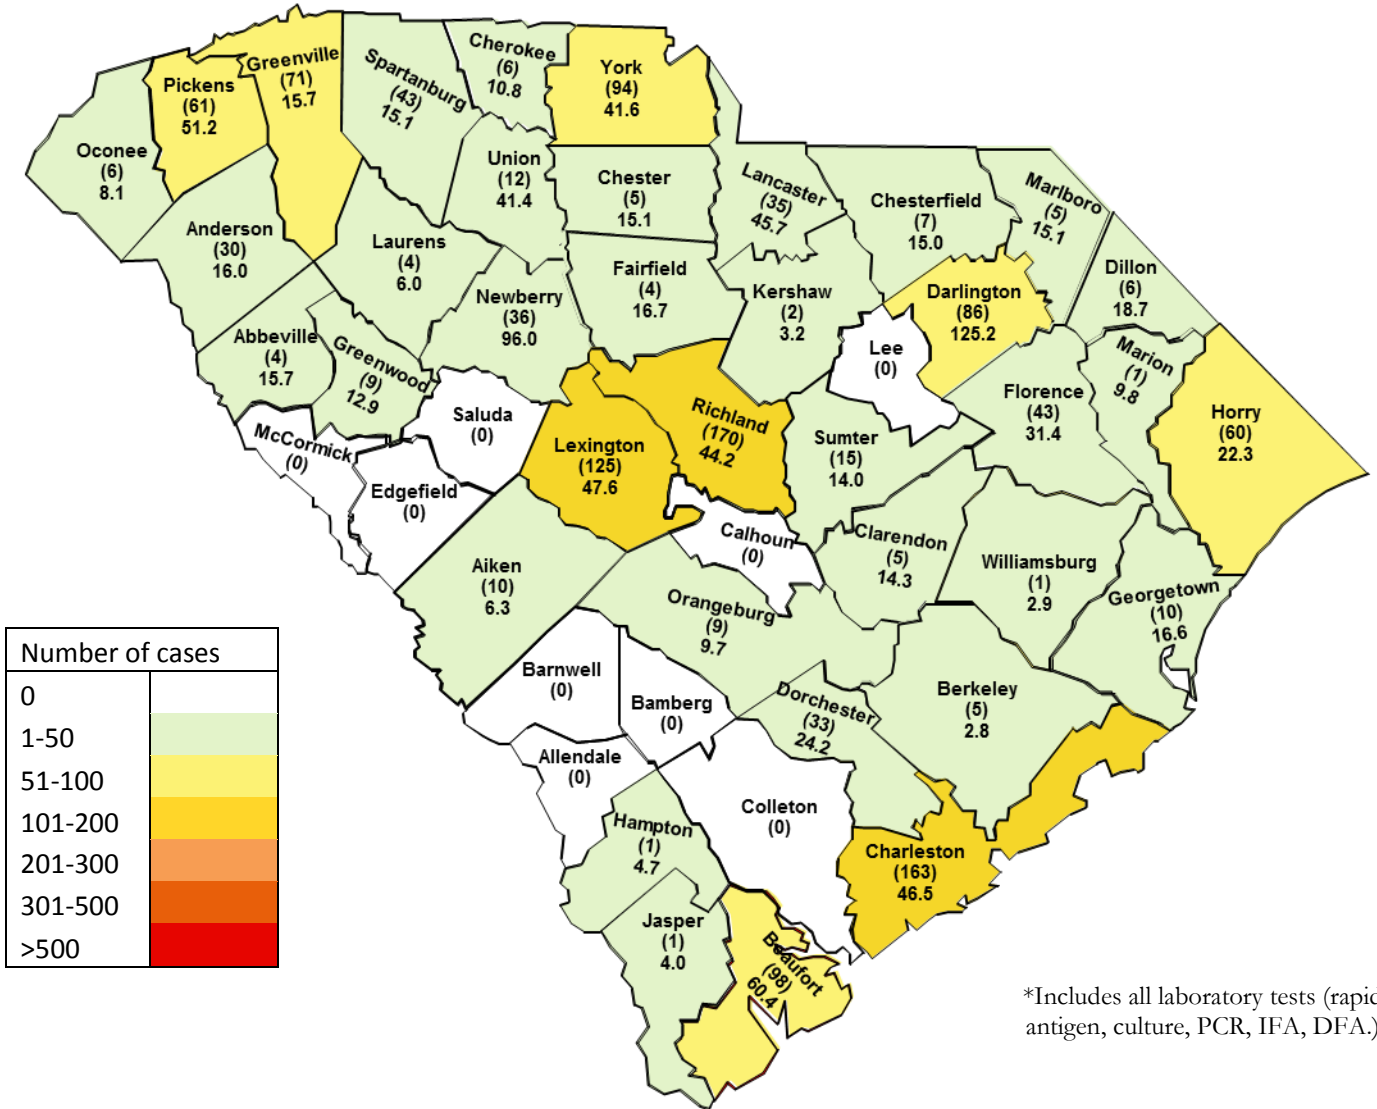 Cherokee
(6)
10.8
Greenville
(71)
15.7
Spartanburg
(43)
15.1
York
(94)
41.6
Pickens
(61)
51.2
Oconee
(6)
8.1
Union
(12)
41.4
Chester
(5)
15.1
Lancaster
(35)
45.7
Chesterfield
(7)
15.0
Marlboro
(5)
15.1
Anderson
(30)
16.0
Laurens
(4)
6.0
Fairfield
(4)
16.7
Kershaw
(2)
3.2
Darlington
(86)
125.2
Dillon
(6)
18.7
Newberry
(36)
96.0
Abbeville
(4)
15.7
Greenwood
(9)
12.9
Lee
(0)
Marion
(1)
9.8
Florence
(43)
31.4
Horry
(60)
22.3
Saluda
(0)
McCormick
(0)
Richland
(170)
44.2
Lexington
(125)
47.6
Sumter
(15)
14.0
Edgefield
(0)
Calhoun
(0)
Clarendon
(5)
14.3
Aiken
(10)
6.3
Williamsburg
(1)
2.9
Georgetown
(10)
16.6
Orangeburg
(9)
9.7
Barnwell
(0)
Bamberg
(0)
Dorchester
(33)
24.2
Berkeley
(5)
2.8
Allendale
(0)
Colleton
(0)
Hampton
(1)
4.7
Charleston
(163)
46.5
Jasper
(1)
4.0
Beaufort
(98)
60.4
Number of cases
0
1-50
51-100
101-200
201-300
301-500
>500
*Includes all laboratory tests (rapid
antigen, culture, PCR, IFA, DFA.)